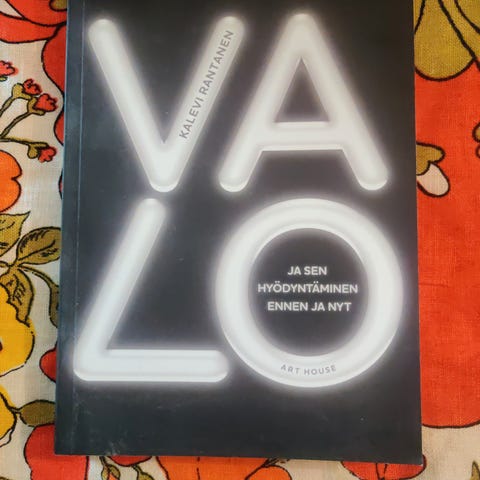 VA
KALEVI RANTANEN
LO
JA SEN
HYÖDYNTÄMINEN
ENNEN JA NYT
ART HOUSE